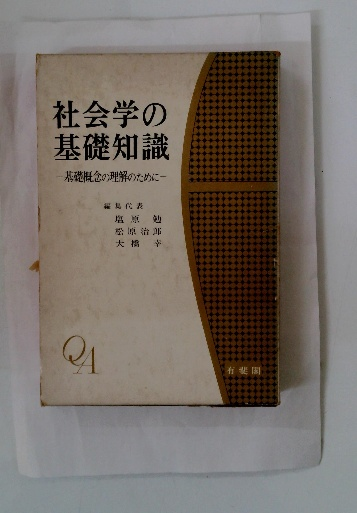 社会学の
基礎知識
—基礎概念の理解のために—
編集代表
塩原 勉
松原治郎
大橋 幸
QA
有斐閣